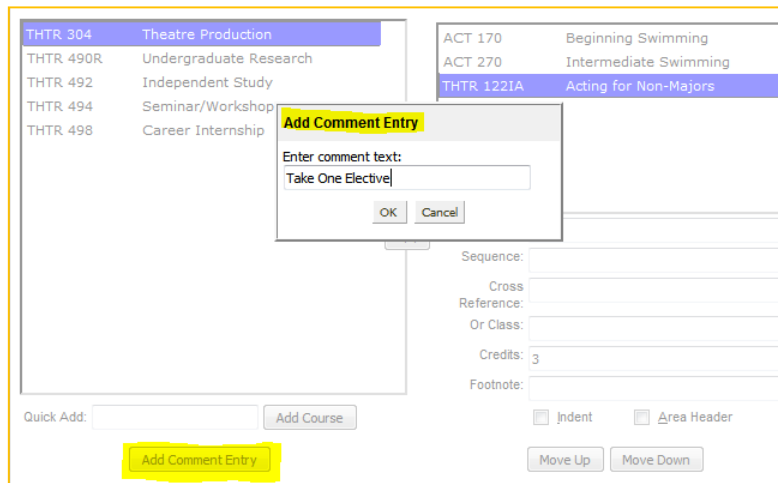 THTR 304 Theatre Production
THTR 490R Undergraduate Research
THTR 492 Independent Study
THTR 494 Seminar/Workshop
THTR 498 Career Internship
ACT 170 Beginning Swimming
ACT 270 Intermediate Swimming
THTR 122IA Acting for Non-Majors
Add Comment Entry
Enter comment text:
Take One Elective
OK Cancel
Sequence:
Cross
Reference:
Or Class:
Credits: 3
Footnote:
Quick Add: Add Course
Indent Area Header
Add Comment Entry
Move Up Move Down